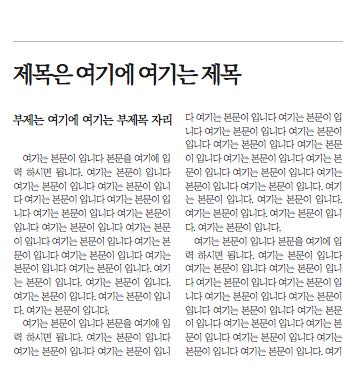 제목은 여기에 여기는 제목
부제는 여기에 여기는 부제목 자리
여기는 본문이 입니다 본문을 여기에 입
력 하시면 됩니다. 여기는 본문이 입니다
여기는 본문이 입니다 여기는 본문이 입니
다 여기는 본문이 입니다 여기는 본문이 입
니다 여기는 본문이 입니다 여기는 본문이
입니다 여기는 본문이 입니다 여기는 본문
이 입니다 여기는 본문이 입니다 여기는 본
문이 입니다 여기는 본문이 입니다 여기는
본문이 입니다 여기는 본문이 입니다. 여기
는 본문이 입니다. 여기는 본문이 입니다.
여기는 본문이 입니다. 여기는 본문이 입니
다. 여기는 본문이 입니다.
여기는 본문이 입니다 본문을 여기에 입
력 하시면 됩니다. 여기는 본문이 입니다
여기는 본문이 입니다 여기는 본문이 입니
다 여기는 본문이 입니다 여기는 본문이 입
니다 여기는 본문이 입니다 여기는 본문이
입니다 여기는 본문이 입니다 여기는 본문
이 입니다 여기는 본문이 입니다 여기는 본
문이 입니다 여기는 본문이 입니다 여기는
본문이 입니다 여기는 본문이 입니다. 여기
는 본문이 입니다. 여기는 본문이 입니다.
여기는 본문이 입니다. 여기는 본문이 입니
다. 여기는 본문이 입니다.
여기는 본문이 입니다 본문을 여기에 입
력 하시면 됩니다. 여기는 본문이 입니다
여기는 본문이 입니다 여기는 본문이 입니
다 여기는 본문이 입니다 여기는 본문이 입
니다 여기는 본문이 입니다 여기는 본문이
입니다 여기는 본문이 입니다 여기는 본문
이 입니다 여기는 본문이 입니다 여기는 본
문이 입니다 여기는 본문이 입니다 여기는
본문이 입니다 여기는 본문이 입니다. 여기